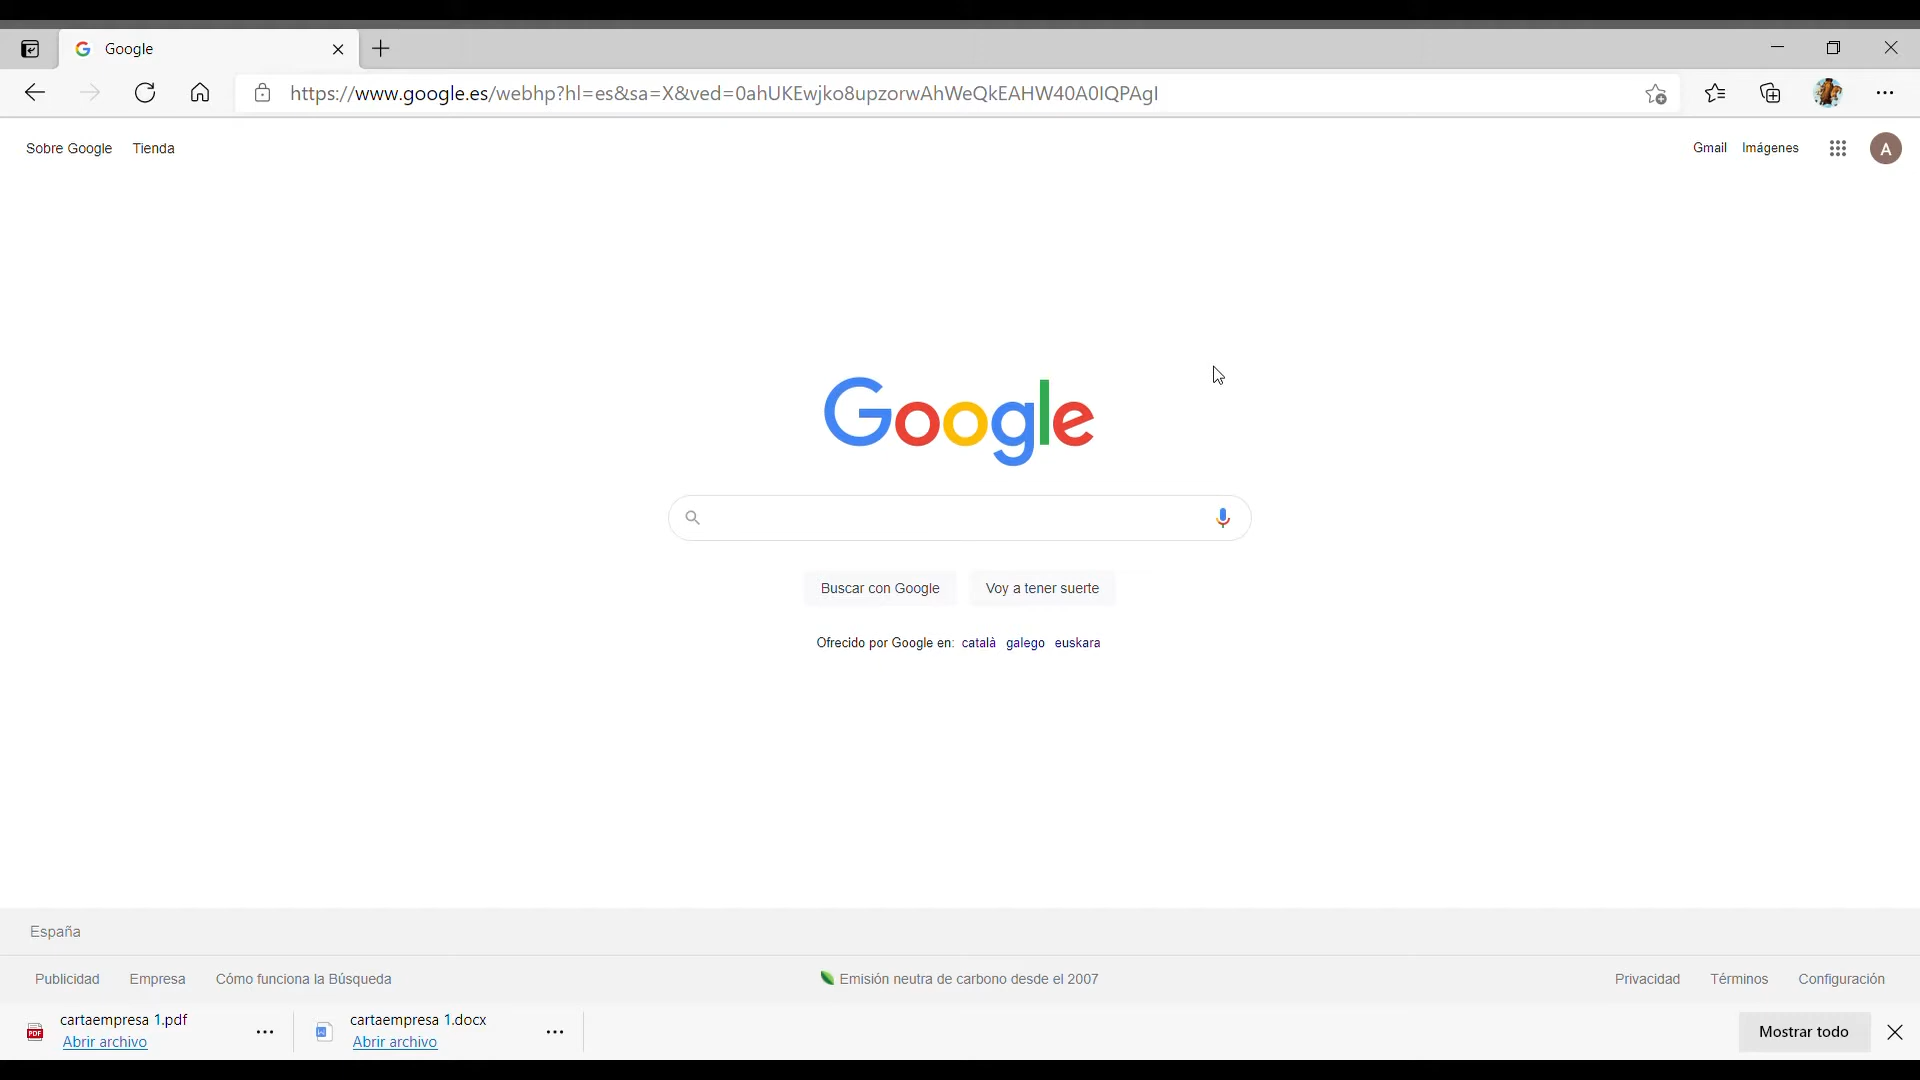 Google
https://www.google.es/webhp?hl=es&sa=X&ved=0ahUKEwjko8upzorwAhWeQkEAHW40A0IQPAgI
Sobre Google Tienda
Gmail Imágenes A
Google
Buscar con Google Voy a tener suerte
Ofrecido por Google en: català galego euskara
España
Publicidad Empresa Cómo funciona la Búsqueda Emisión neutra de carbono desde el 2007 Privacidad Términos Configuración
cartaempresa 1.pdf cartaempresa 1.docx
Abrir archivo Abrir archivo
Mostrar todo